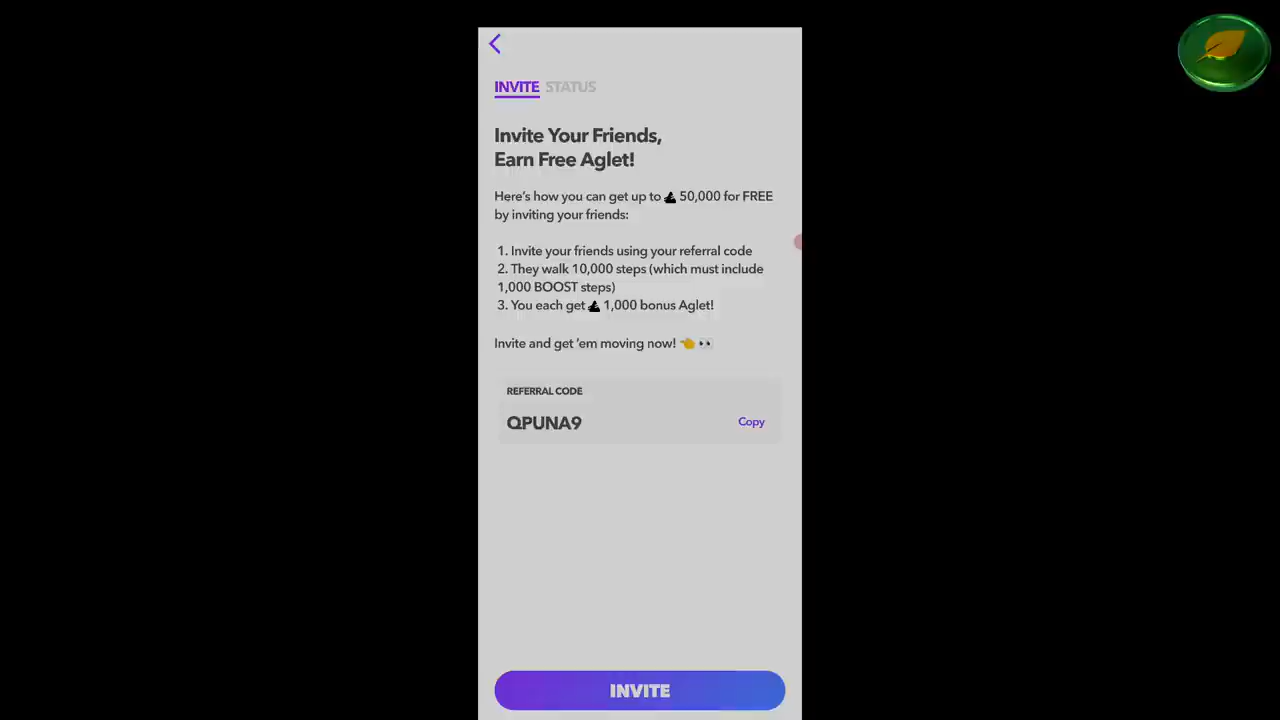 INVITE STATUS
Invite Your Friends,
Earn Free Aglet!
Here's how you can get up to 50,000 for FREE
by inviting your friends:
1. Invite your friends using your referral code
2. They walk 10,000 steps (which must include
1,000 BOOST steps)
3. You each get 1,000 bonus Aglet!
Invite and get 'em moving now! 👈 👀
REFERRAL CODE
QPUNA9 Copy
INVITE